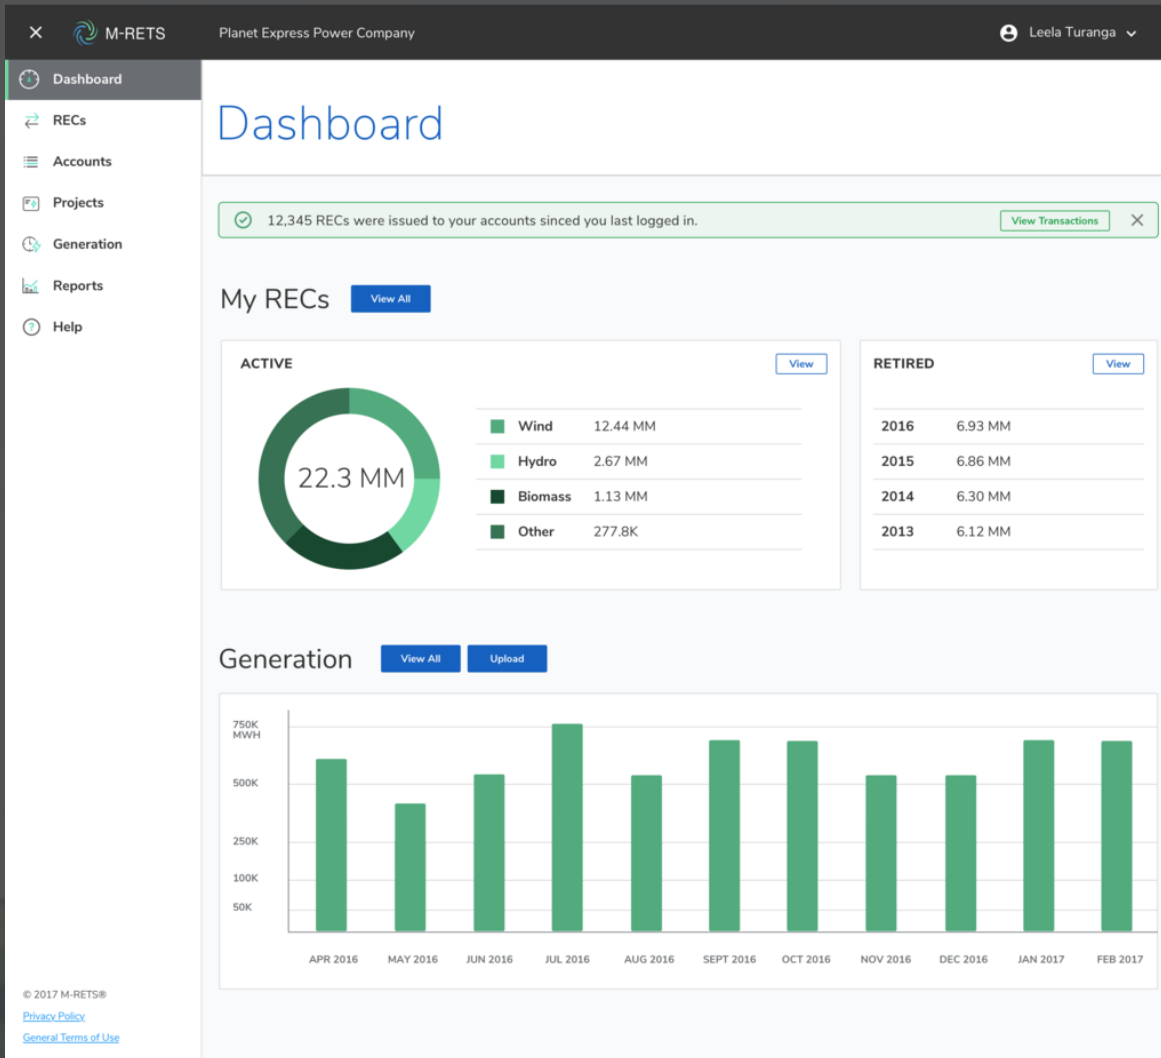 M-RETS
Planet Express Power Company
Leela Turanga
Dashboard
RECs
Accounts
Projects
Generation
Reports
Help
© 2017 M-RETS®
Privacy Policy
General Terms of Use
Dashboard
12,345 RECs were issued to your accounts sinced you last logged in.
View Transactions
My RECs
View All
ACTIVE
View
22.3 MM
Wind 12.44 MM
Hydro 2.67 MM
Biomass 1.13 MM
Other 277.8K
RETIRED
View
2016 6.93 MM
2015 6.86 MM
2014 6.30 MM
2013 6.12 MM
Generation
View All
Upload
750K
MWH
500K
250K
100K
50K
APR 2016 MAY 2016 JUN 2016 JUL 2016 AUG 2016 SEPT 2016 OCT 2016 NOV 2016 DEC 2016 JAN 2017 FEB 2017